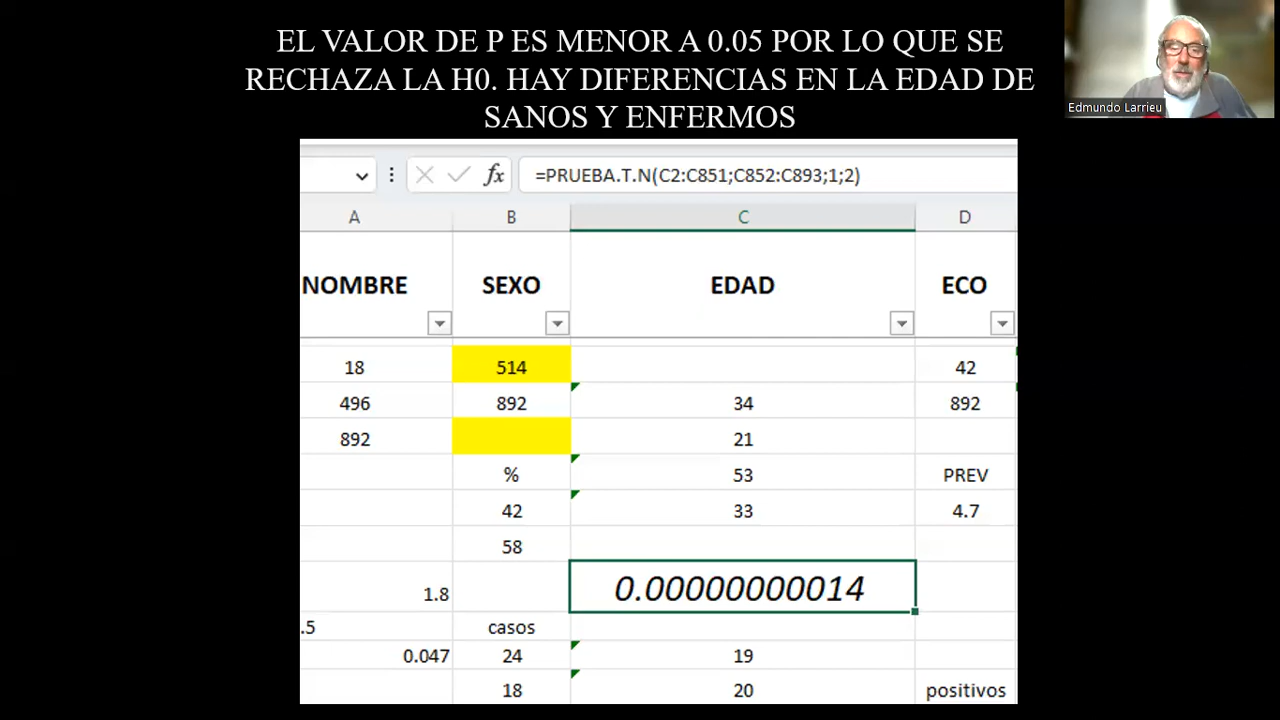 EL VALOR DE P ES MENOR A 0.05 POR LO QUE SE
RECHAZA LA H0. HAY DIFERENCIAS EN LA EDAD DE
SANOS Y ENFERMOS
Edmundo Larrieu
fx =PRUEBA.T.N(C2:C851;C852:C893;1;2)
A B C D
NOMBRE SEXO EDAD ECO
18 514 42
496 892 34 892
892 21
% 53 PREV
42 33 4.7
58
1.8 0.00000000014
.5 casos
0.047 24 19
18 20 positivos